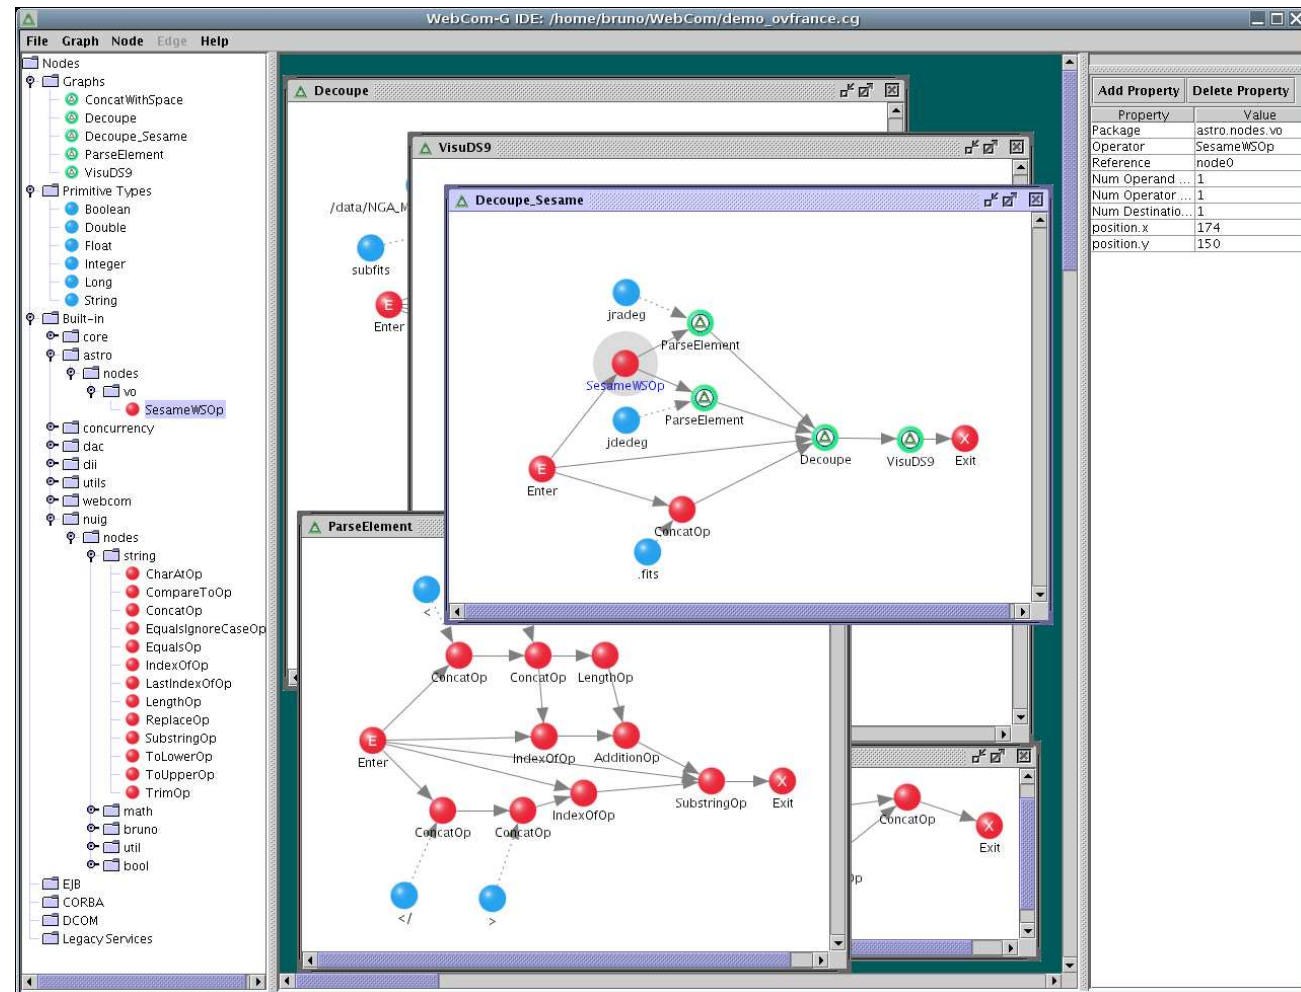 WebCom-G IDE: /home/bruno/WebCom/demo_ovfrance.cg
File Graph Node Edge Help
Nodes
Graphs
ConcatWithSpace
Decoupe
Decoupe_Sesame
ParseElement
VisuDS9
Primitive Types
Boolean
Double
Float
Integer
Long
String
Built-in
core
astro
nodes
vo
SesameWSOp
concurrency
dac
dii
utils
webcom
nuig
nodes
string
CharAtOp
CompareToOp
ConcatOp
EqualsIgnoreCaseOp
EqualsOp
IndexOfOp
LastIndexOfOp
LengthOp
ReplaceOp
SubstringOp
ToLowerOp
ToUpperOp
TrimOp
math
bruno
util
bool
EJB
CORBA
DCOM
Legacy Services
Decoupe
/data/NGA_M
subfits
E
Enter
VisuDS9
Decoupe_Sesame
jradeg
ParseElement
SesameWSOp
ParseElement
jdedeg
Decoupe
VisuDS9
X
Exit
E
Enter
ConcatOp
.fits
ParseElement
<
ConcatOp
ConcatOp
LengthOp
E
Enter
IndexOfOp
AdditionOp
SubstringOp
X
Exit
IndexOfOp
ConcatOp
ConcatOp
</
>
ConcatOp
X
Exit
Add Property Delete Property
Property Value
Package astro.nodes.vo
Operator SesameWSOp
Reference node0
Num Operand ... 1
Num Operator ... 1
Num Destinatio... 1
position.x 174
position.y 150